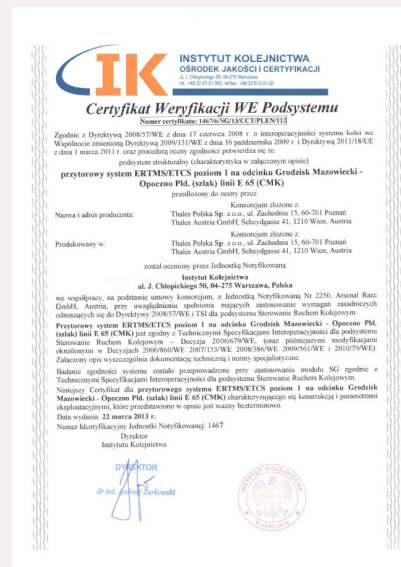 IK
INSTYTUT KOLEJNICTWA
OŚRODEK JAKOŚCI I CERTYFIKACJI
ul. J. Chłopickiego 50, 04-275 Warszawa
Certyfikat Weryfikacji WE Podsystemu
Numer certyfikatu: 1467/6/SG/13/CCT/PLEN/112
Zgodnie z Dyrektywą 2008/57/WE z dnia 17 czerwca 2008 r. o interoperacyjności systemu kolei we
Wspólnocie zmienioną Dyrektywą 2009/131/WE z dnia 16 października 2009 r. i Dyrektywą 2011/18/UE
z dnia 1 marca 2011 r. oraz procedurą oceny zgodności potwierdza się że:
podsystem strukturalny (charakterystyka w załączonym opisie)
przytorowy system ERTMS/ETCS poziom 1 na odcinku Grodzisk Mazowiecki -
Opoczno Płd. (szlak) linii E 65 (CMK)
przedłożony do oceny przez
Konsorcjum złożone z:
Nazwa i adres producenta: Thales Polska Sp. z o.o., ul. Zachodnia 15, 60-701 Poznań
Thales Austria GmbH, Scheydgasse 41, 1210 Wien, Austria
Konsorcjum złożone z:
Produkowany w: Thales Polska Sp. z o.o., ul. Zachodnia 15, 60-701 Poznań
Thales Austria GmbH, Scheydgasse 41, 1210 Wien, Austria
został oceniony przez Jednostkę Notyfikowaną
Instytut Kolejnictwa
ul. J. Chłopickiego 50, 04-275 Warszawa, Polska
we współpracy, na podstawie umowy konsorcjum, z Jednostką Notyfikowaną Nr 2250, Arsenal Race
GmbH, Austria, przy uwzględnieniu spełnienia mających zastosowanie wymagań zasadniczych
odnoszących się do Dyrektywy 2008/57/WE i TSI dla podsystemu Sterowanie Ruchem Kolejowym.
Przytorowy system ERTMS/ETCS poziom 1 na odcinku Grodzisk Mazowiecki - Opoczno Płd.
(szlak) linii E 65 (CMK) jest zgodny z Technicznymi Specyfikacjami Interoperacyjności dla podsystemu
Sterowanie Ruchem Kolejowym – Decyzja 2006/679/WE, (oraz późniejszymi modyfikacjami
określonymi w Decyzjach 2006/860/WE 2007/153/WE 2008/386/WE 2009/561/WE i 2010/79/WE).
Załączony opis wyszczególnia dokumentację techniczną i normy specjalistyczne.
Badanie zgodności systemu zostało przeprowadzone przy zastosowaniu modułu SG zgodnie z
Technicznymi Specyfikacjami Interoperacyjności dla podsystemu Sterowanie Ruchem Kolejowym.
Niniejszy Certyfikat dla przytorowego systemu ERTMS/ETCS poziom 1 na odcinku Grodzisk
Mazowiecki - Opoczno Płd. (szlak) linii E 65 (CMK) charakteryzującego się konstrukcją i parametrami
eksploatacyjnymi, które przedstawiono w opisie jest ważny bezterminowo.
Data wydania: 22 marca 2013 r.
Numer Identyfikacyjny Jednostki Notyfikowanej: 1467
Dyrektor
Instytutu Kolejnictwa
DYREKTOR
dr inż. Andrzej Żurkowski
INSTYTUT KOLEJNICTWA
WARSZAWA